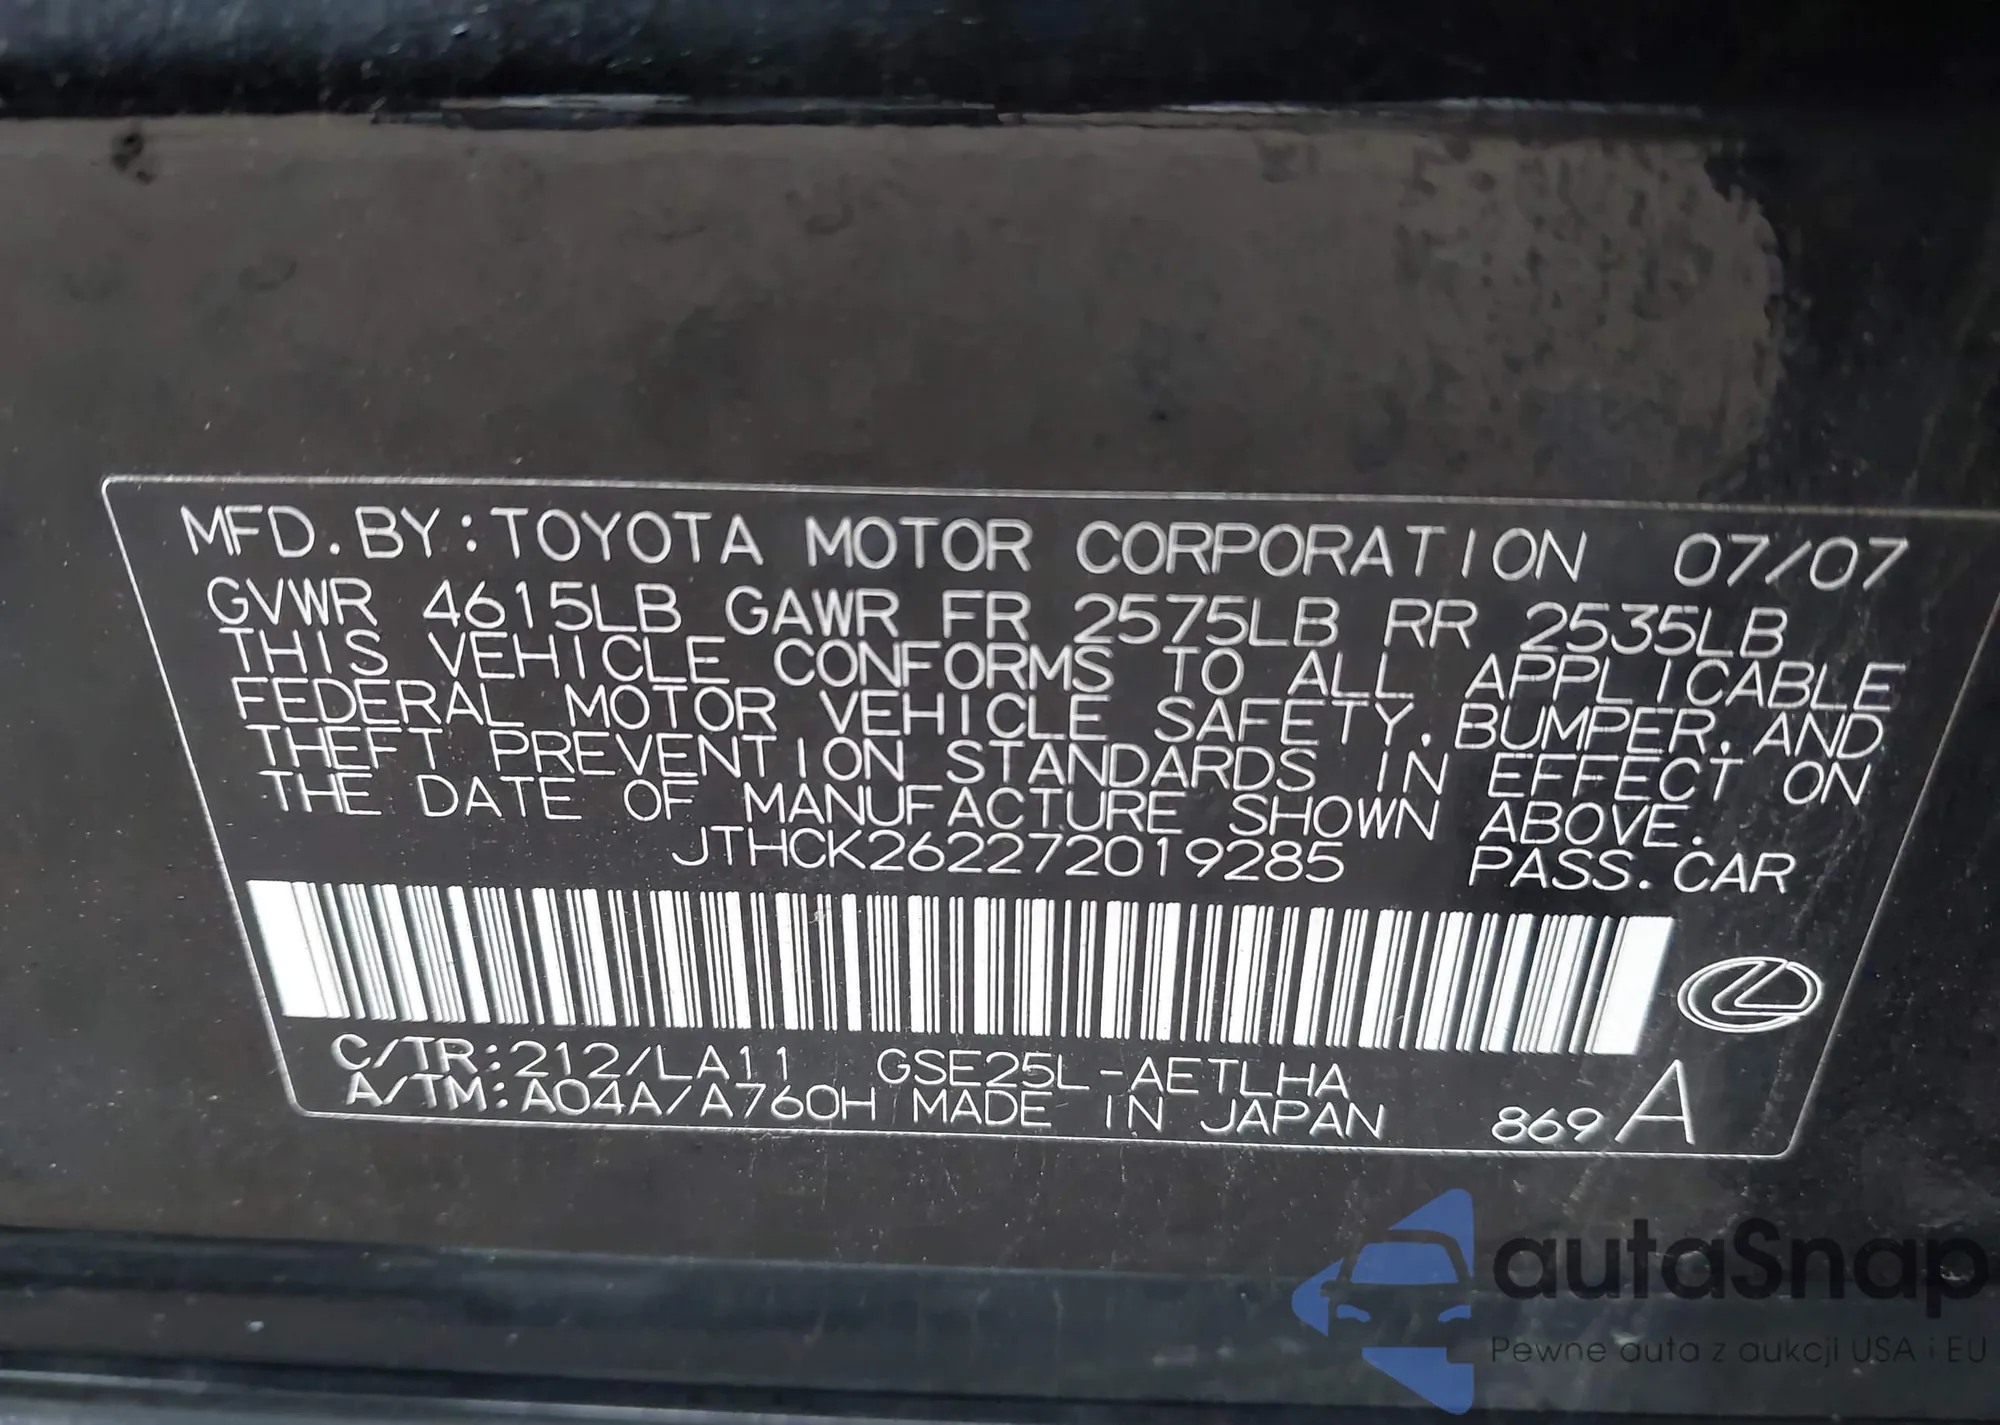 MFD. BY: TOYOTA MOTOR CORPORATION 07/07
GVWR 4615LB GAWR FR 2575LB RR 2535LB
THIS VEHICLE CONFORMS TO ALL APPLICABLE
FEDERAL MOTOR VEHICLE SAFETY, BUMPER, AND
THEFT PREVENTION STANDARDS IN EFFECT ON
THE DATE OF MANUFACTURE SHOWN ABOVE.
JTHCK262272019285 PASS. CAR
C/TR: 212/LA11 GSE25L-AETLHA
A/TM: A04A/A760H MADE IN JAPAN 869 A
autaSnap
Pewne auta z aukcji USA i EU